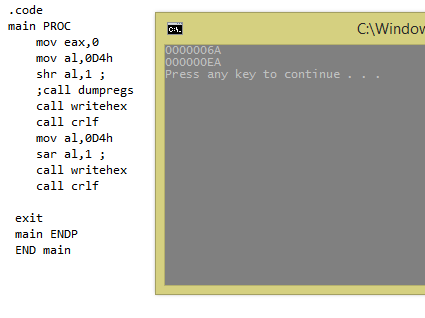 .code
main PROC
mov eax,0
mov al,0D4h
shr al,1 ;
;call dumpregs
call writehex
call crlf
mov al,0D4h
sar al,1 ;
call writehex
call crlf
exit
main ENDP
END main
C:\.
C:\Window
0000006A
000000EA
Press any key to continue . . .